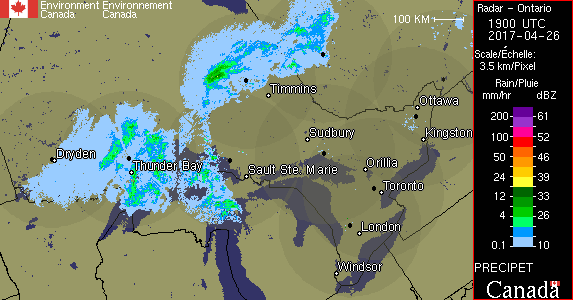 Environment Environnement
Canada Canada
100 KM
Timmins
Ottawa
Sudbury
Kingston
Dryden
Thunder Bay
Sault Ste. Marie
Orillia
Toronto
London
Windsor
Radar - Ontario
1900 UTC
2017-04-26
Scale/Échelle:
3.5 km/Pixel
Rain/Pluie
mm/hr dBZ
200 61
100 52
50 46
24 39
12 33
4 26
0.1 10
PRECIPET
Canada